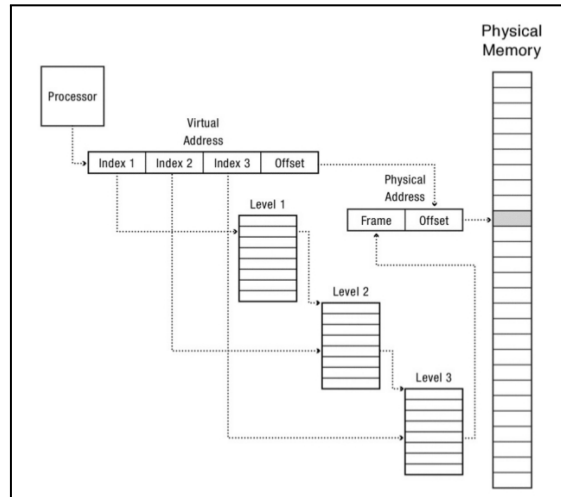 Physical
Memory
Processor
Virtual
Address
Index 1 Index 2 Index 3 Offset
Physical
Address
Level 1
Frame Offset
Level 2
Level 3